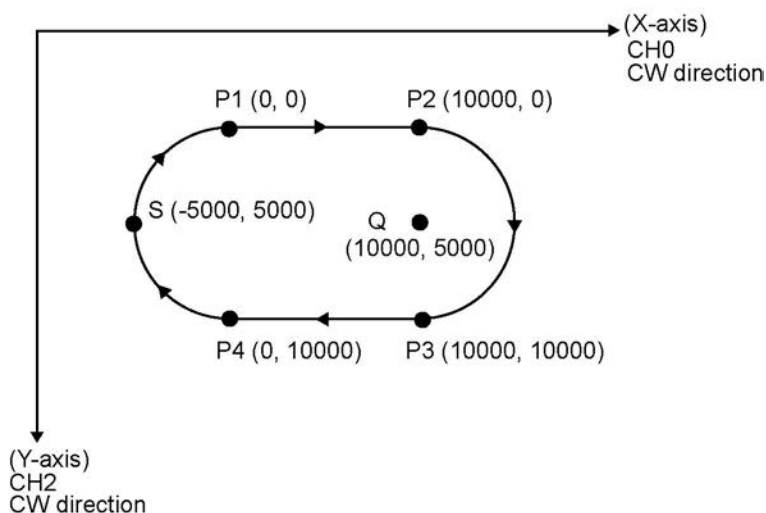 (X-axis)
CH0
CW direction
P1 (0, 0)
P2 (10000, 0)
S (-5000, 5000)
Q
(10000, 5000)
P4 (0, 10000)
P3 (10000, 10000)
(Y-axis)
CH2
CW direction